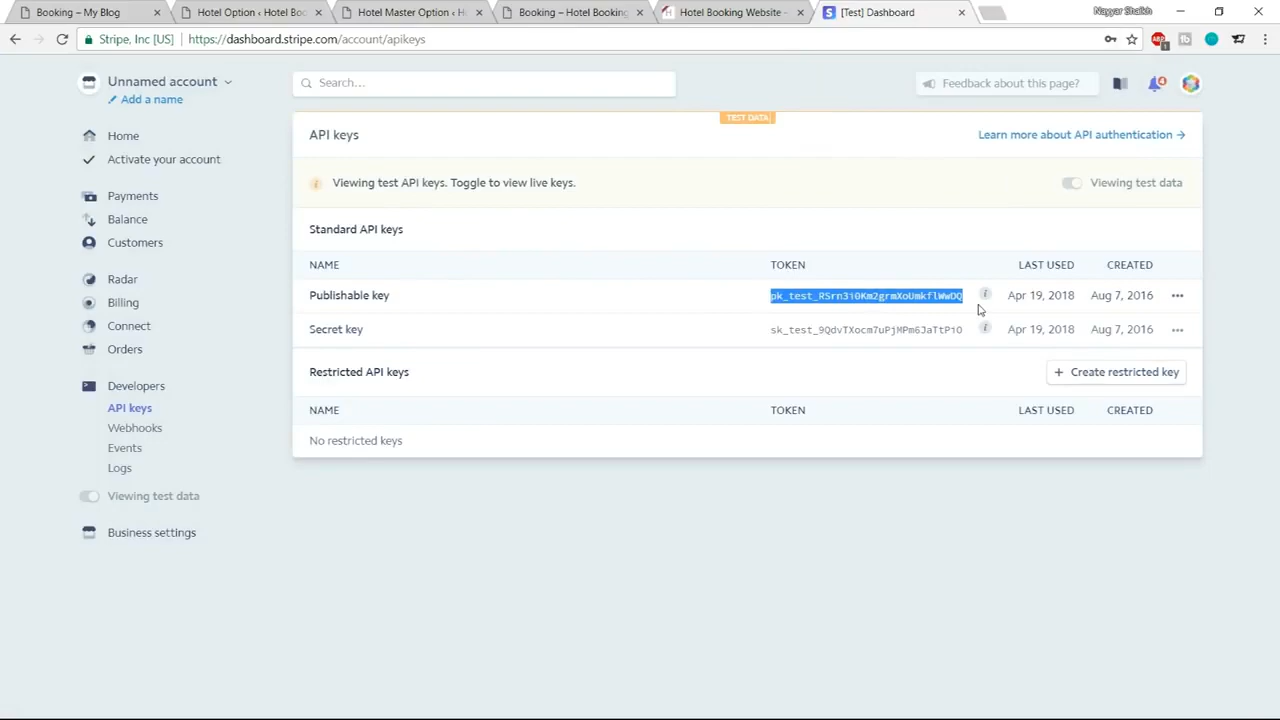 Booking – My Blog
Hotel Option ‹ Hotel Boo
Hotel Master Option ‹ H
Booking – Hotel Booking
Hotel Booking Website -
[Test] Dashboard
Nayyar Shaikh
Stripe, Inc [US]
https://dashboard.stripe.com/account/apikeys
Unnamed account
Add a name
Search...
Feedback about this page?
4
Home
Activate your account
Payments
Balance
Customers
Radar
Billing
Connect
Orders
Developers
API keys
Webhooks
Events
Logs
Viewing test data
Business settings
TEST DATA
API keys
Learn more about API authentication →
Viewing test API keys. Toggle to view live keys.
Viewing test data
Standard API keys
NAME TOKEN LAST USED CREATED
Publishable key pk_test_RSrn3i0Km2grmXoUmkflWwDQ Apr 19, 2018 Aug 7, 2016
Secret key sk_test_9QdvTXocm7uPjMPm6JaTtPiO Apr 19, 2018 Aug 7, 2016
Restricted API keys
+ Create restricted key
NAME TOKEN LAST USED CREATED
No restricted keys